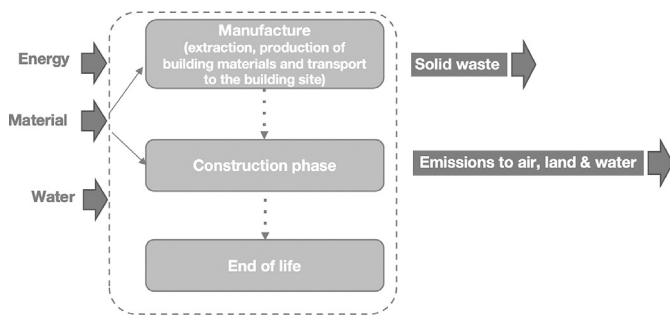 Manufacture
(extraction, production of
building materials and transport
to the building site)
Energy
Solid waste
Material
Construction phase
Emissions to air, land & water
Water
End of life